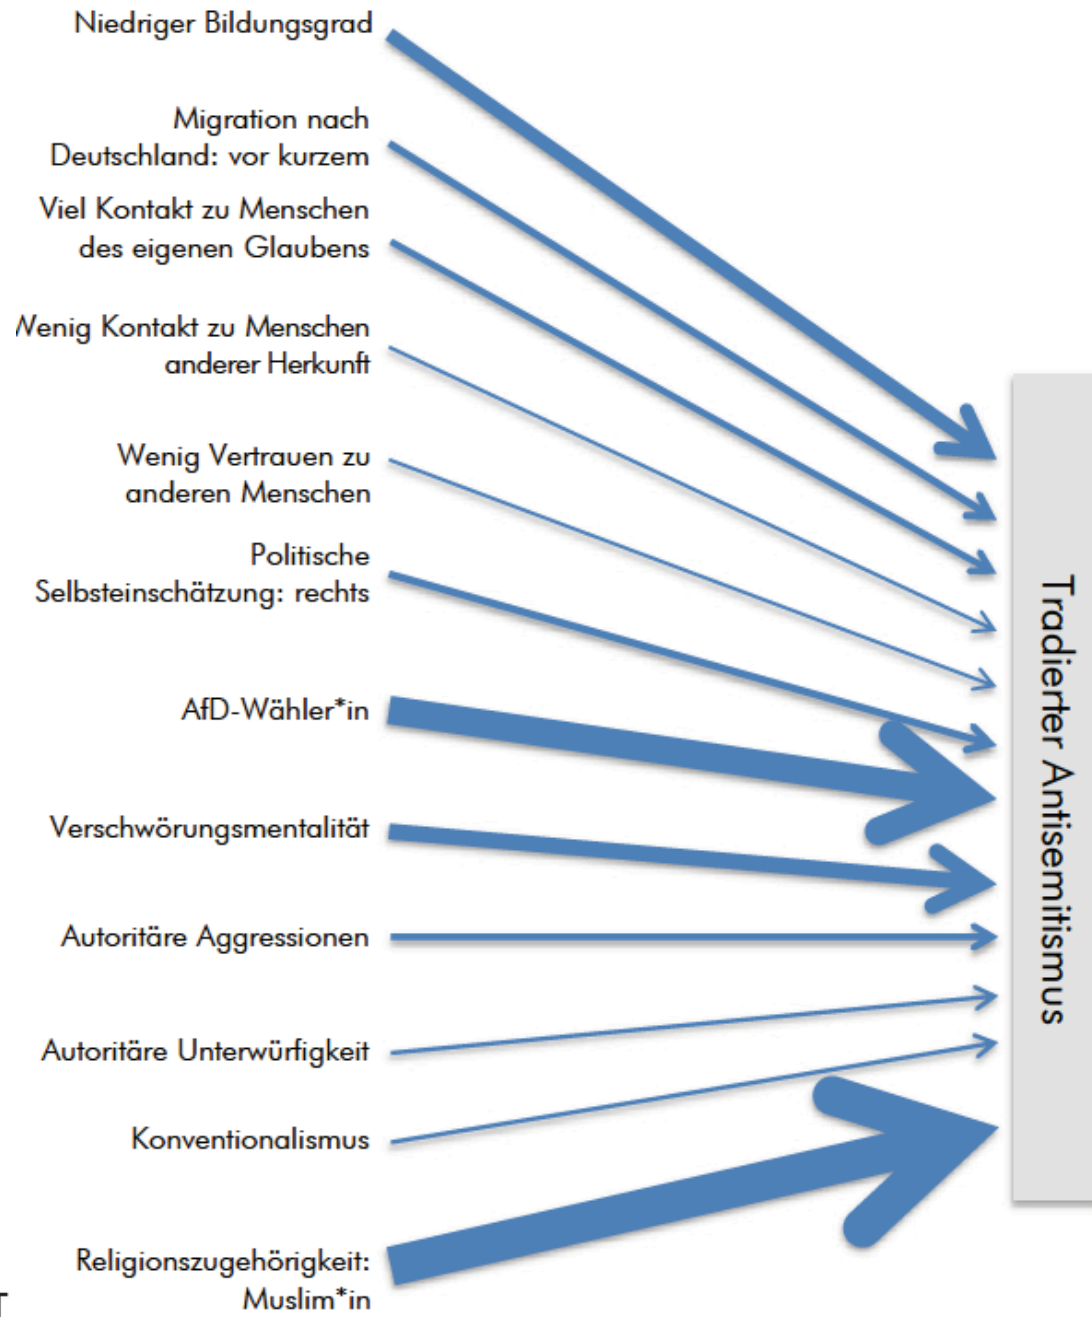 Niedriger Bildungsgrad
Migration nach
Deutschland: vor kurzem
Viel Kontakt zu Menschen
des eigenen Glaubens
Wenig Kontakt zu Menschen
anderer Herkunft
Wenig Vertrauen zu
anderen Menschen
Politische
Selbsteinschätzung: rechts
AfD-Wähler*in
Verschwörungsmentalität
Autoritäre Aggressionen
Autoritäre Unterwürfigkeit
Konventionalismus
Religionszugehörigkeit:
Muslim*in
T
Tradierter Antisemitismus